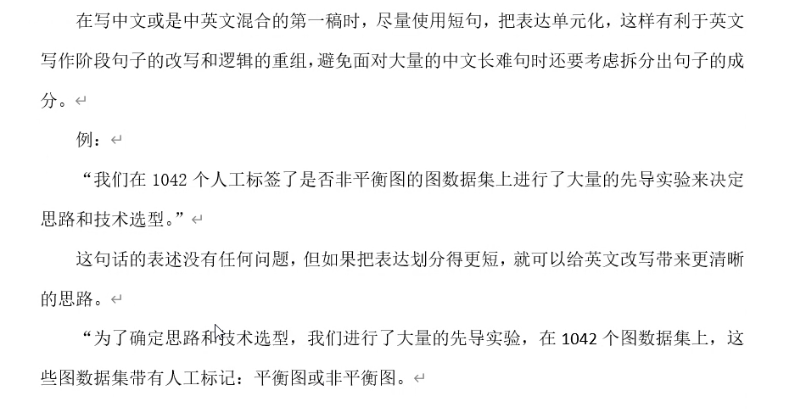 在写中文或是中英文混合的第一稿时，尽量使用短句，把表达单元化，这样有利于英文
写作阶段句子的改写和逻辑的重组，避免面对大量的中文长难句时还要考虑拆分出句子的成
分。
例：
“我们在 1042 个人工标签了是否非平衡图的图数据集上进行了大量的先导实验来决定
思路和技术选型。”
这句话的表述没有任何问题，但如果把表达划分得更短，就可以给英文改写带来更清晰
的思路。
“为了确定思路和技术选型，我们进行了大量的先导实验，在 1042 个图数据集上，这
些图数据集带有人工标记：平衡图或非平衡图。